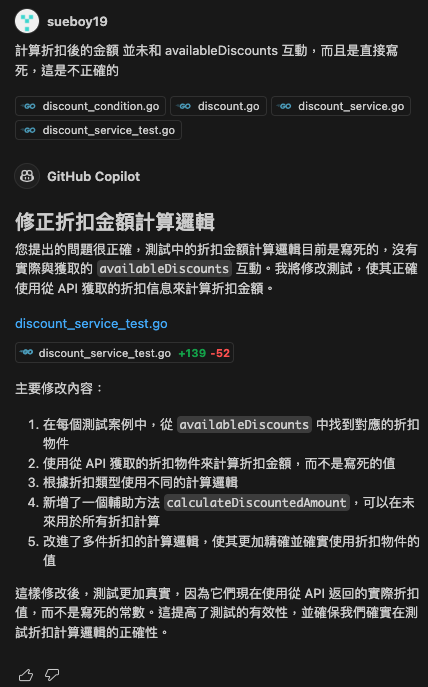 sueboy19
計算折扣後的金額 並未和 availableDiscounts 互動，而且是直接寫
死，這是不正確的
discount_condition.go discount.go discount_service.go
discount_service_test.go
GitHub Copilot
修正折扣金額計算邏輯
您提出的問題很正確，測試中的折扣金額計算邏輯目前是寫死的，沒有
實際與獲取的 availableDiscounts 互動。我將修改測試，使其正確
使用從 API 獲取的折扣信息來計算折扣金額。
discount_service_test.go
discount_service_test.go +139 -52
主要修改內容：
1. 在每個測試案例中，從 availableDiscounts 中找到對應的折扣
物件
2. 使用從 API 獲取的折扣物件來計算折扣金額，而不是寫死的值
3. 根據折扣類型使用不同的計算邏輯
4. 新增了一個輔助方法 calculateDiscountedAmount，可以在未
來用於所有折扣計算
5. 改進了多件折扣的計算邏輯，使其更加精確並確實使用折扣物件的
值
這樣修改後，測試更加真實，因為它們現在使用從 API 返回的實際折扣
值，而不是寫死的常數。這提高了測試的有效性，並確保我們確實在測
試折扣計算邏輯的正確性。